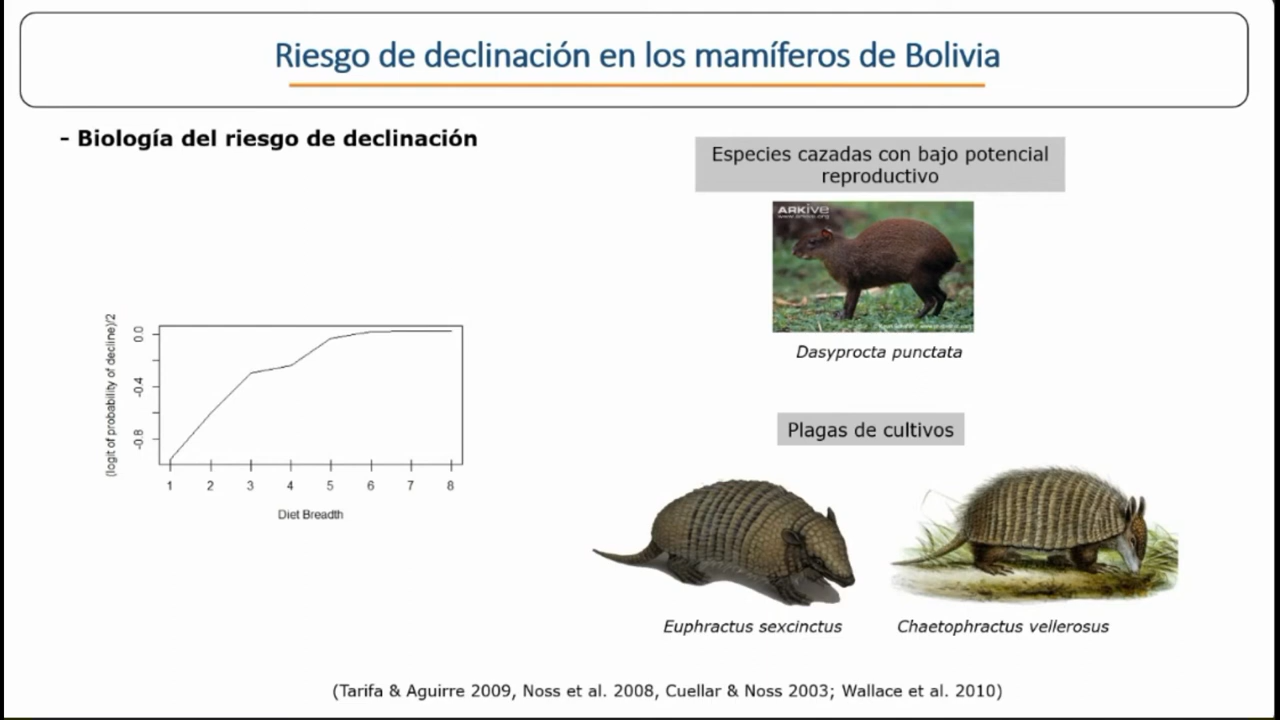 Riesgo de declinación en los mamíferos de Bolivia
- Biología del riesgo de declinación
Especies cazadas con bajo potencial
reproductivo
ARKive
www.arkive.org
Dasyprocta punctata
(logit of probability of decline)/2
0.0
-0.4
-0.8
1 2 3 4 5 6 7 8
Diet Breadth
Plagas de cultivos
Euphractus sexcinctus
Chaetophractus vellerosus
(Tarifa & Aguirre 2009, Noss et al. 2008, Cuellar & Noss 2003; Wallace et al. 2010)